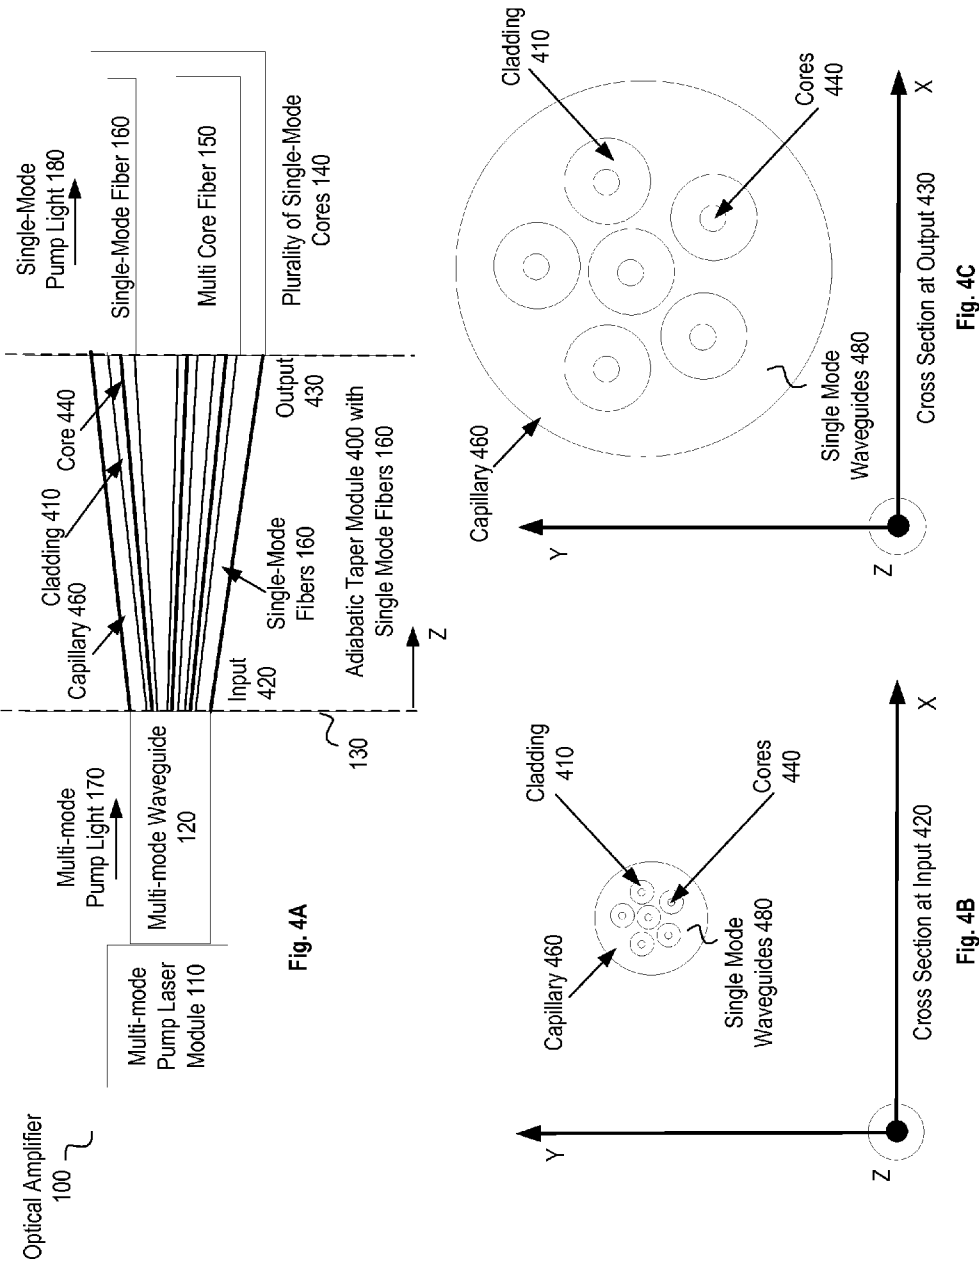 Optical Amplifier
100
Multi-mode
Pump Laser
Module 110
Multi-mode
Pump Light 170
Multi-mode Waveguide
120
130
Capillary 460
Cladding 410
Core 440
Input
420
Single-Mode
Fibers 160
Output
430
Adiabatic Taper Module 400 with
Single Mode Fibers 160
Z
Single-Mode
Pump Light 180
Single-Mode Fiber 160
Multi Core Fiber 150
Plurality of Single-Mode
Cores 140
Fig. 4A
Y
Z
X
Capillary 460
Cladding
410
Cores
440
Single Mode
Waveguides 480
Cross Section at Input 420
Fig. 4B
Y
Z
X
Capillary 460
Cladding
410
Cores
440
Single Mode
Waveguides 480
Cross Section at Output 430
Fig. 4C